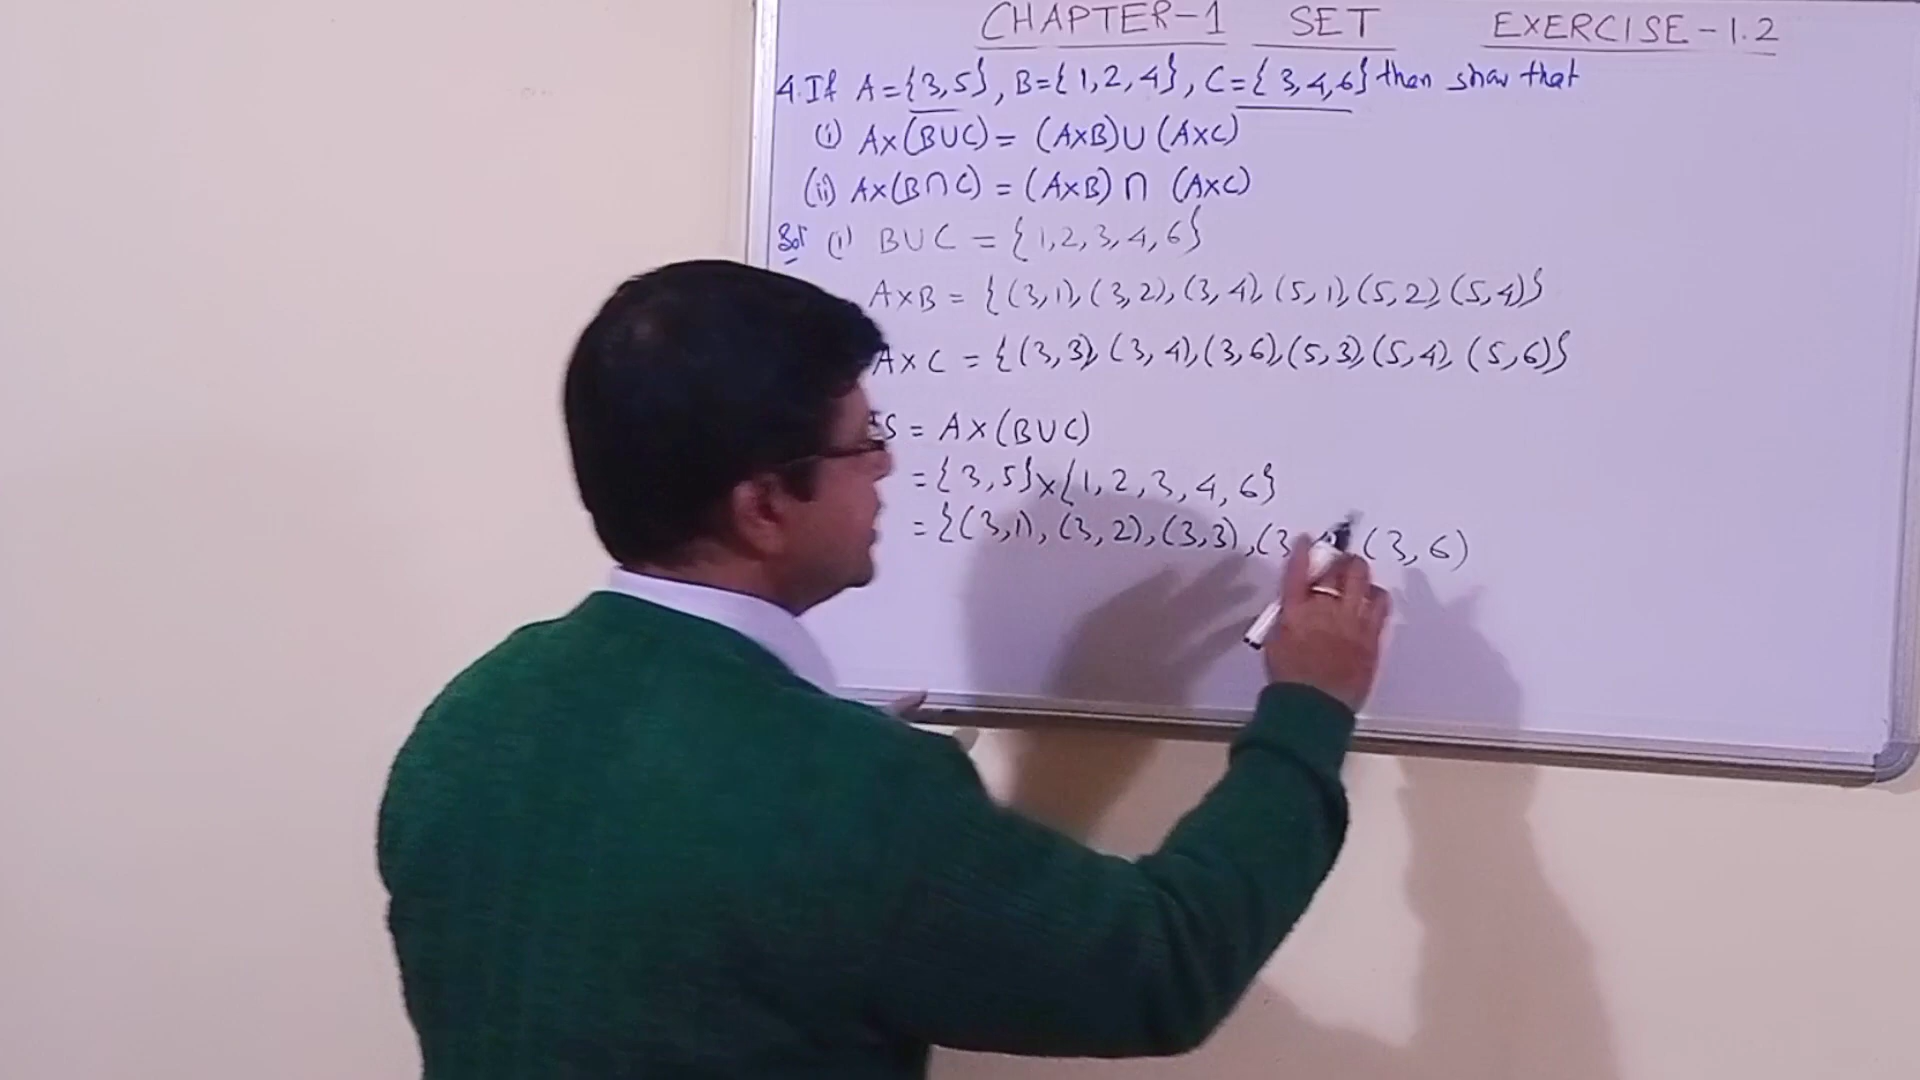 CHAPTER-1 SET EXERCISE-1.2
4. If A={3,5}, B={1,2,4}, C={3,4,6} then show that
(i) A×(B∪C)= (A×B)∪(A×C)
(ii) A×(B∩C) = (A×B) ∩ (A×C)
Sol (i) B∪C = {1,2,3,4,6}
A×B = {(3,1),(3,2),(3,4),(5,1),(5,2),(5,4)}
A×C = {(3,3),(3,4),(3,6),(5,3),(5,4),(5,6)}
S = A×(B∪C)
={3,5}×{1,2,3,4,6}
={(3,1),(3,2),(3,3),(3 (3,6)